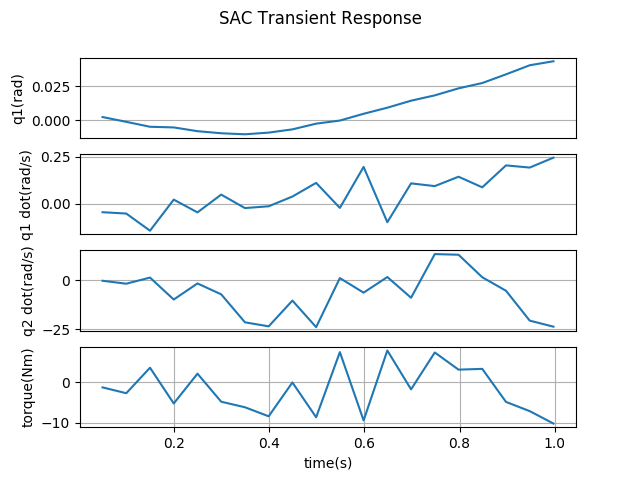 SAC Transient Response
q1(rad)
0.025
0.000
q1 dot(rad/s)
0.25
0.00
q2 dot(rad/s)
0
−25
torque(Nm)
0
−10
0.2 0.4 0.6 0.8 1.0
time(s)